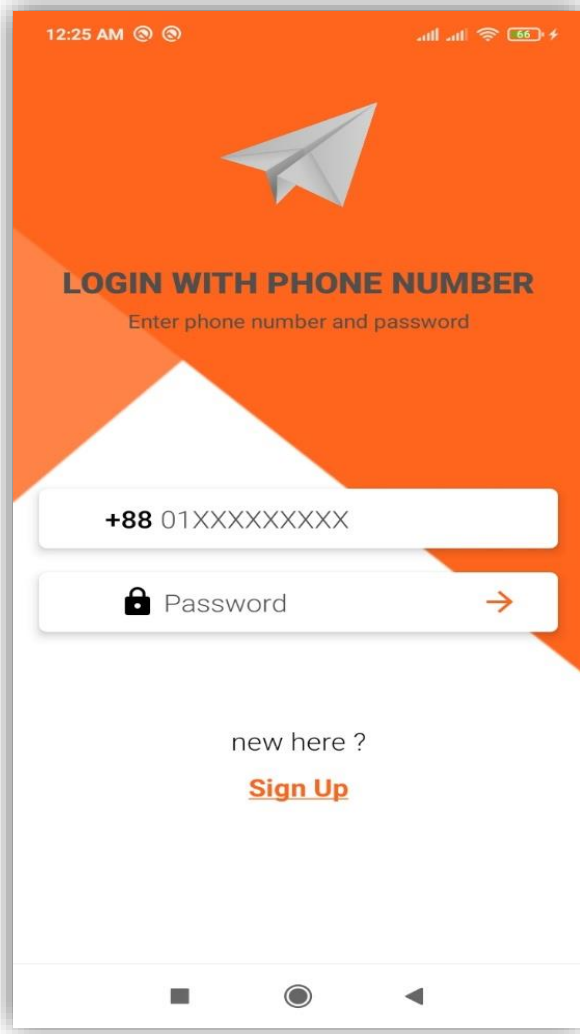 12:25 AM
66
LOGIN WITH PHONE NUMBER
Enter phone number and password
+88 01XXXXXXXXX
Password
new here ?
Sign Up